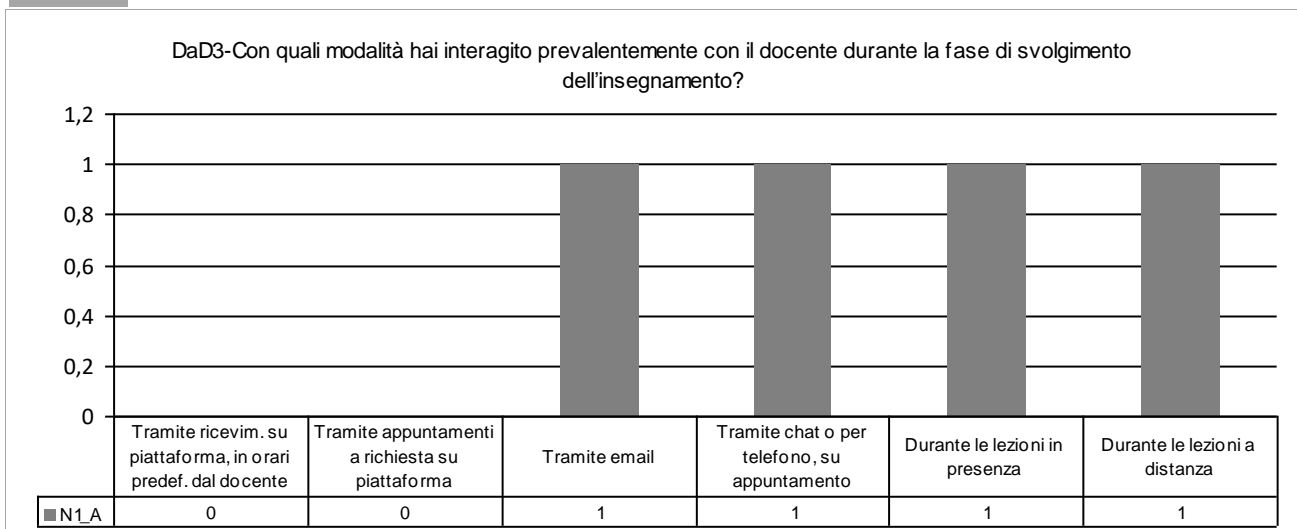 DaD3-Con quali modalità hai interagito prevalentemente con il docente durante la fase di svolgimento
dell'insegnamento?
1,2
1
0,8
0,6
0,4
0,2
0
Tramite ricevim. su
piattaforma, in orari
predef. dal docente
Tramite appuntamenti
a richiesta su
piattaforma
Tramite email
Tramite chat o per
telefono, su
appuntamento
Durante le lezioni in
presenza
Durante le lezioni a
distanza
N1_A 0 0 1 1 1 1